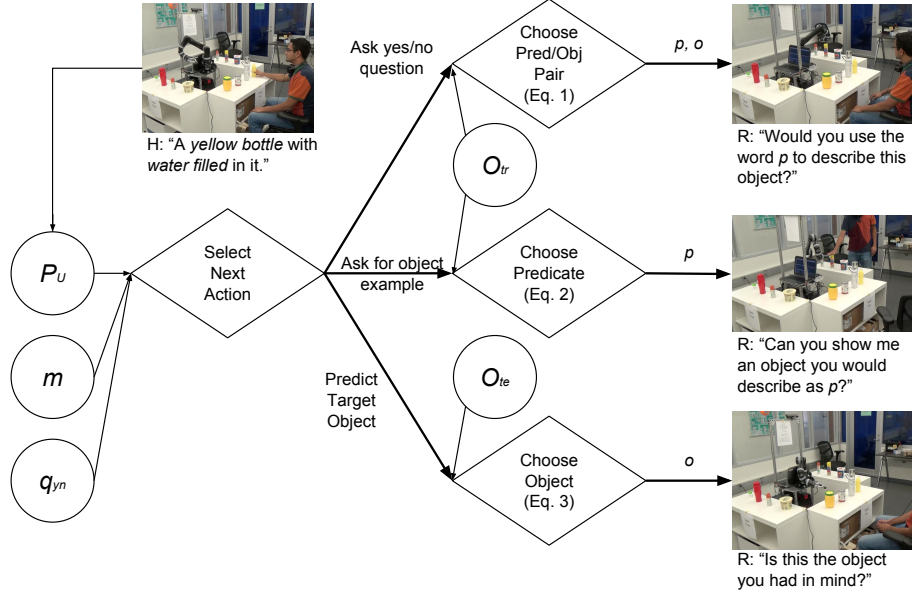 H: “A yellow bottle with
water filled in it.”
Ask yes/no
question
Choose
Pred/Obj
Pair
(Eq. 1)
p, o
R: “Would you use the
word p to describe this
object?”
O_tr
P_U
Select
Next
Action
Ask for object
example
Choose
Predicate
(Eq. 2)
p
R: “Can you show me
an object you would
describe as p?”
m
Predict
Target
Object
O_te
q_yn
Choose
Object
(Eq. 3)
o
R: “Is this the object
you had in mind?”